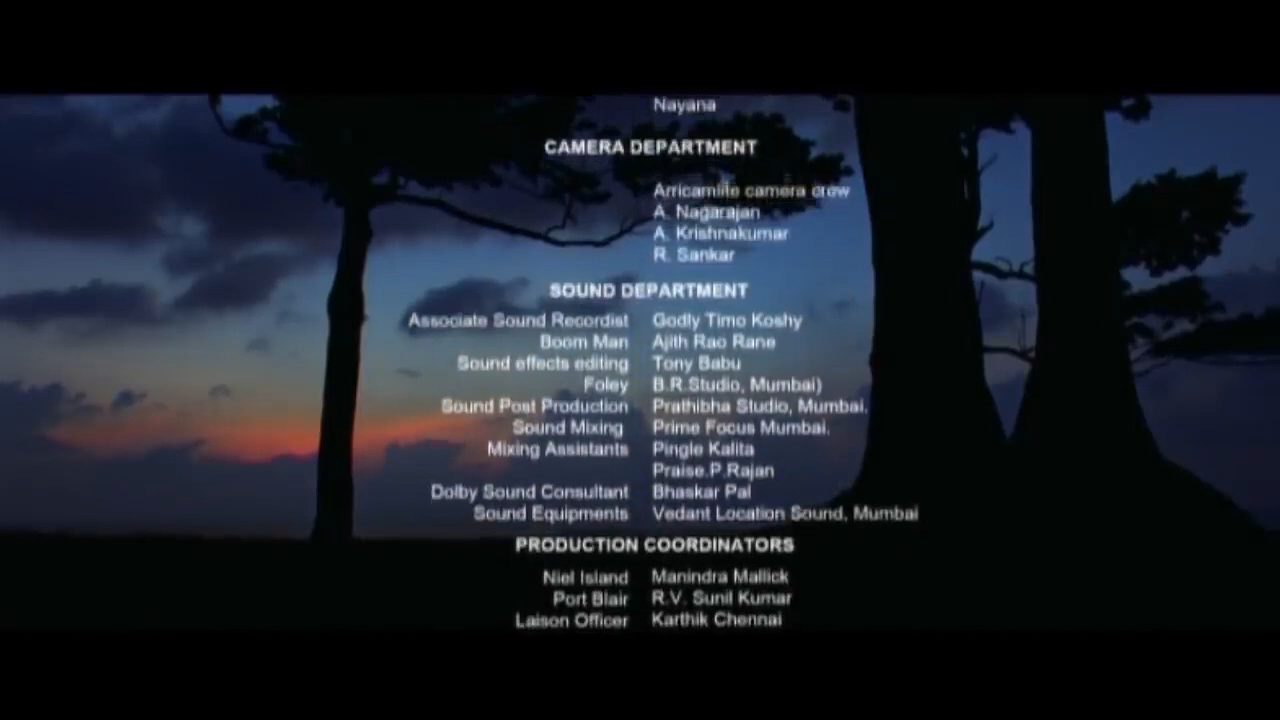 Nayana
CAMERA DEPARTMENT
Arricamlite camera crew
A. Nagarajan
A. Krishnakumar
R. Sankar
SOUND DEPARTMENT
Associate Sound Recordist Godly Timo Koshy
Boom Man Ajith Rao Rane
Sound effects editing Tony Babu
Foley B.R.Studio, Mumbai)
Sound Post Production Prathibha Studio, Mumbai.
Sound Mixing Prime Focus Mumbai.
Mixing Assistants Pingle Kalita
Praise.P.Rajan
Dolby Sound Consultant Bhaskar Pal
Sound Equipments Vedant Location Sound, Mumbai
PRODUCTION COORDINATORS
Niel Island Manindra Mallick
Port Blair R.V. Sunil Kumar
Laison Officer Karthik Chennai